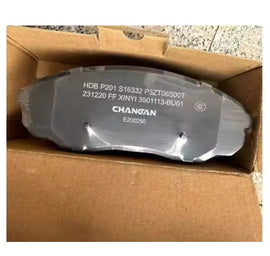 HDB P201 S16332 P3ZT06S00T
231220 FF XINYI 3501113-BU01
CHANGAN
E200250